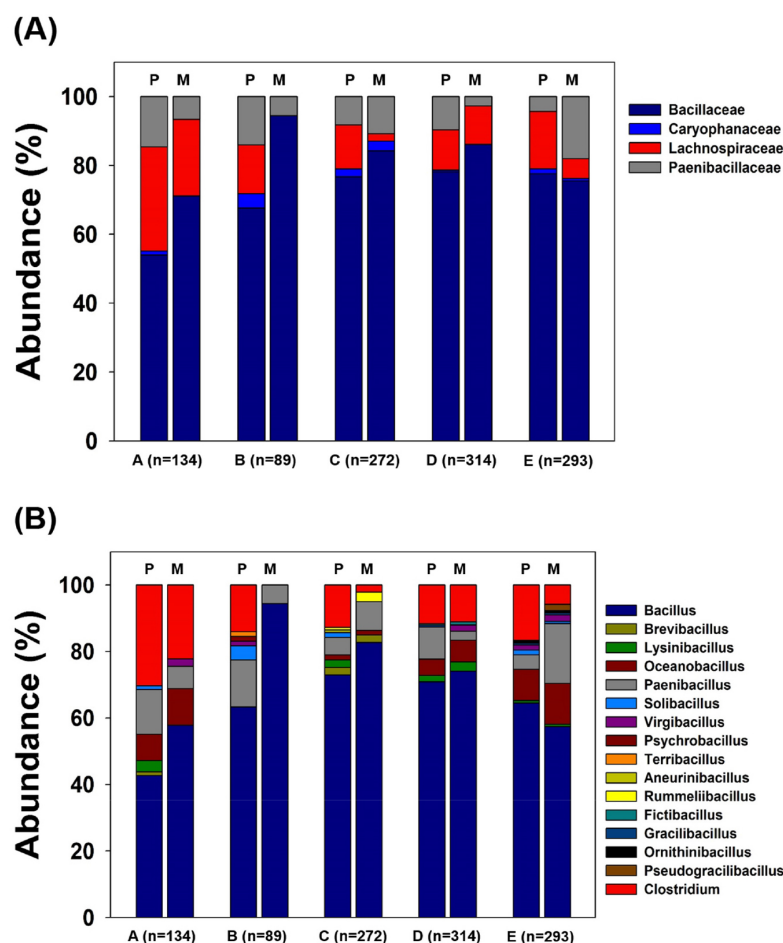 (A)
P M P M P M P M P M
100
80
60
40
20
0
Abundance (%)
A (n=134) B (n=89) C (n=272) D (n=314) E (n=293)
Bacillaceae
Caryophanaceae
Lachnospiraceae
Paenibacillaceae
(B)
P M P M P M P M P M
100
80
60
40
20
0
Abundance (%)
A (n=134) B (n=89) C (n=272) D (n=314) E (n=293)
Bacillus
Brevibacillus
Lysinibacillus
Oceanobacillus
Paenibacillus
Solibacillus
Virgibacillus
Psychrobacillus
Terribacillus
Aneurinibacillus
Rummeliibacillus
Fictibacillus
Gracilibacillus
Ornithinibacillus
Pseudogracilibacillus
Clostridium